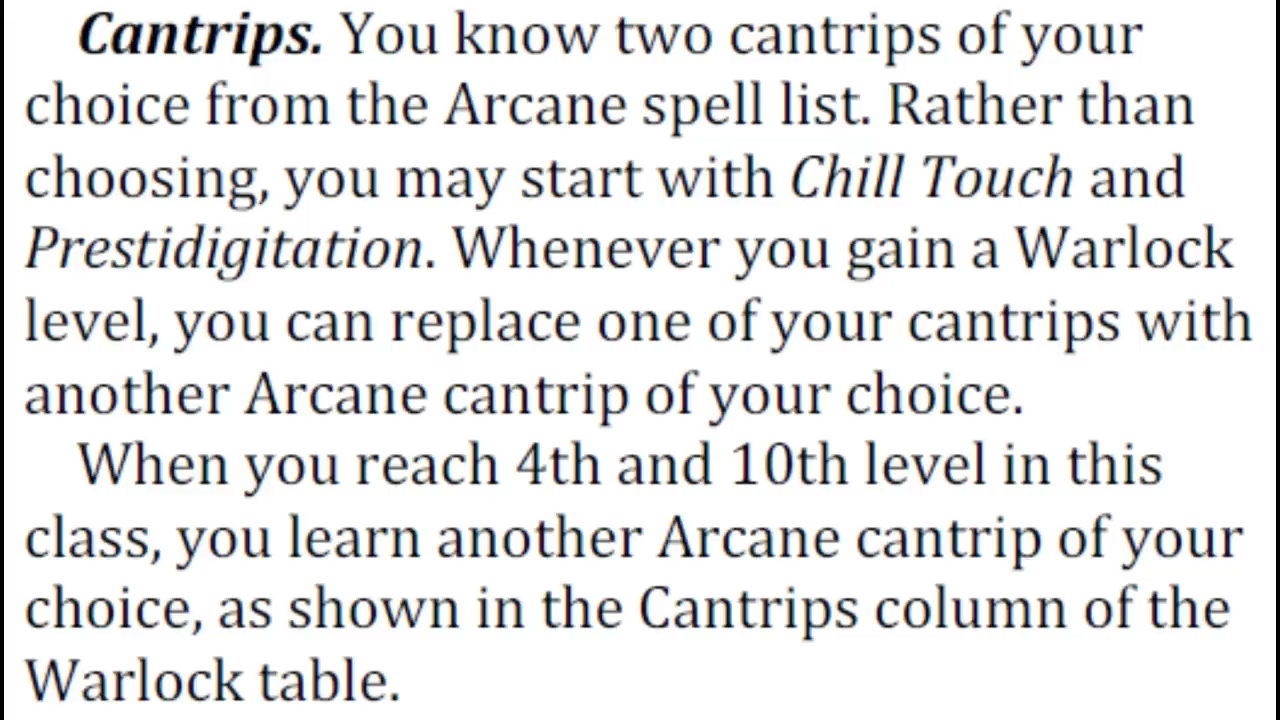 Cantrips. You know two cantrips of your
choice from the Arcane spell list. Rather than
choosing, you may start with Chill Touch and
Prestidigitation. Whenever you gain a Warlock
level, you can replace one of your cantrips with
another Arcane cantrip of your choice.
When you reach 4th and 10th level in this
class, you learn another Arcane cantrip of your
choice, as shown in the Cantrips column of the
Warlock table.